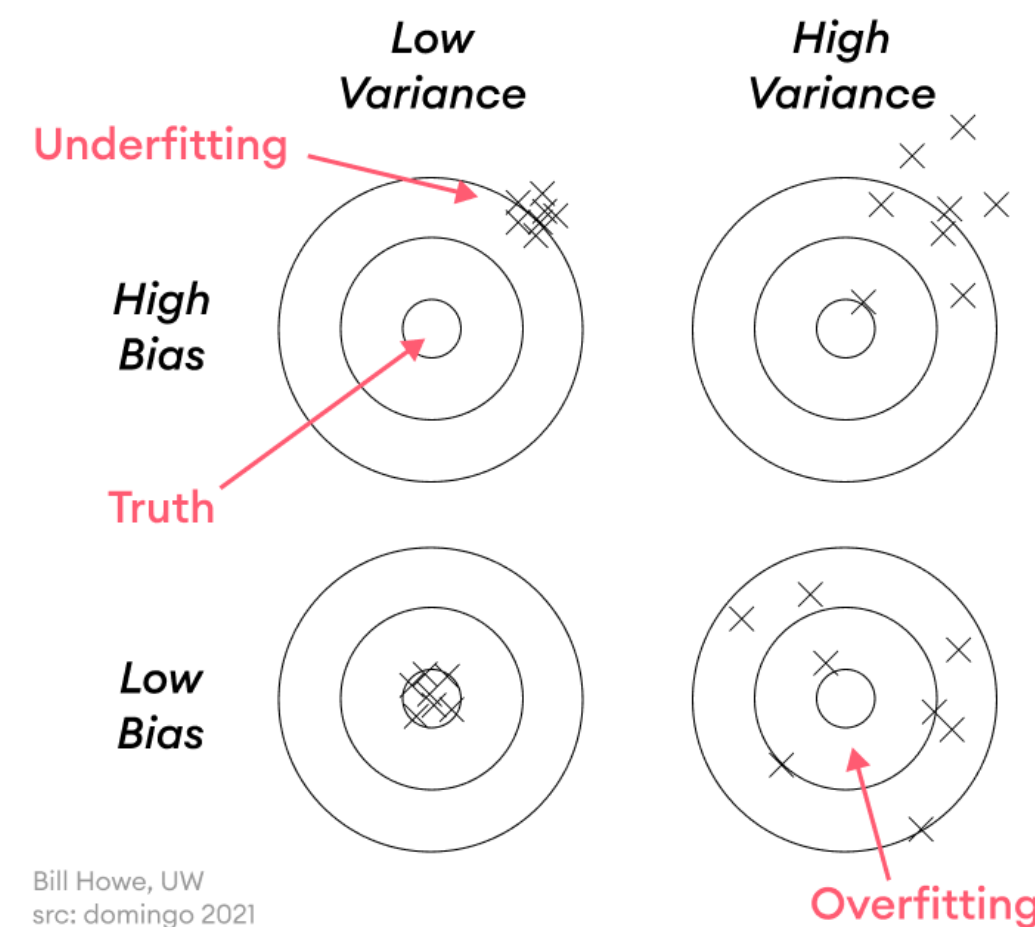 Low
Variance
High
Variance
Underfitting
High
Bias
Truth
Low
Bias
Bill Howe, UW
src: domingo 2021
Overfitting